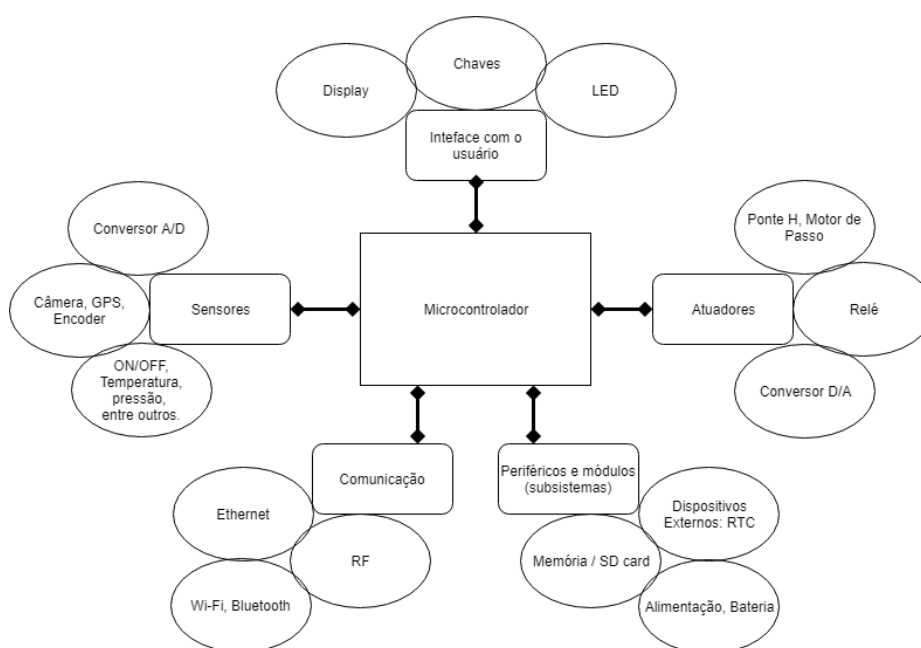 Chaves
Display
LED
Inteface com o
usuário
Conversor A/D
Câmera, GPS,
Encoder
ON/OFF,
Temperatura,
pressão,
entre outros.
Sensores
Microcontrolador
Atuadores
Ponte H, Motor de
Passo
Relé
Conversor D/A
Comunicação
Ethernet
RF
Wi-Fi, Bluetooth
Periféricos e módulos
(subsistemas)
Dispositivos
Externos: RTC
Memória / SD card
Alimentação, Bateria